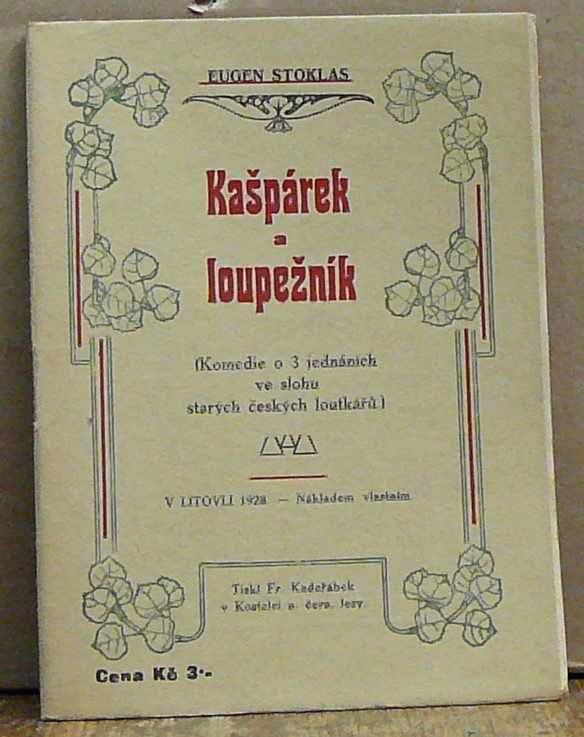 EUGEN STOKLAS
Kašpárek
a
loupežník
(Komedie o 3 jednáních
ve slohu
starých českých loutkářů)
V LITOVLI 1928 — Nákladem vlastním
Tiskl Fr. Kadeřábek
v Kostelci n. čern. lesy
Cena Kč 3·-